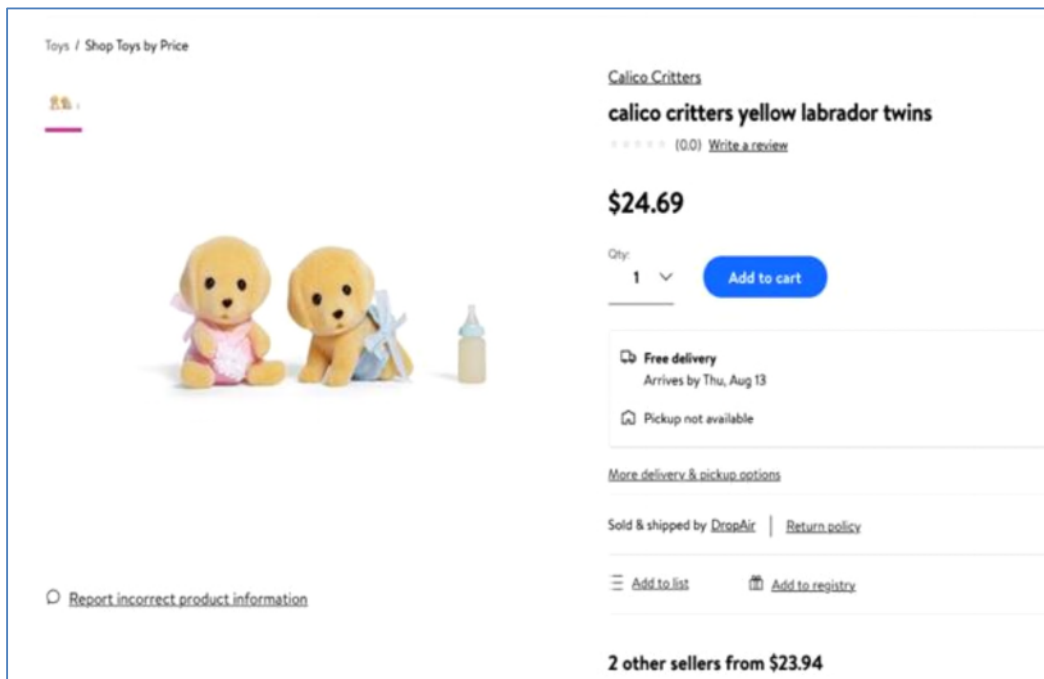 Toys / Shop Toys by Price
Calico Critters
calico critters yellow labrador twins
(0.0) Write a review
$24.69
Qty:
1
Add to cart
Free delivery
Arrives by Thu, Aug 13
Pickup not available
More delivery & pickup options
Sold & shipped by DropAir | Return policy
Add to list Add to registry
Report incorrect product information
2 other sellers from $23.94